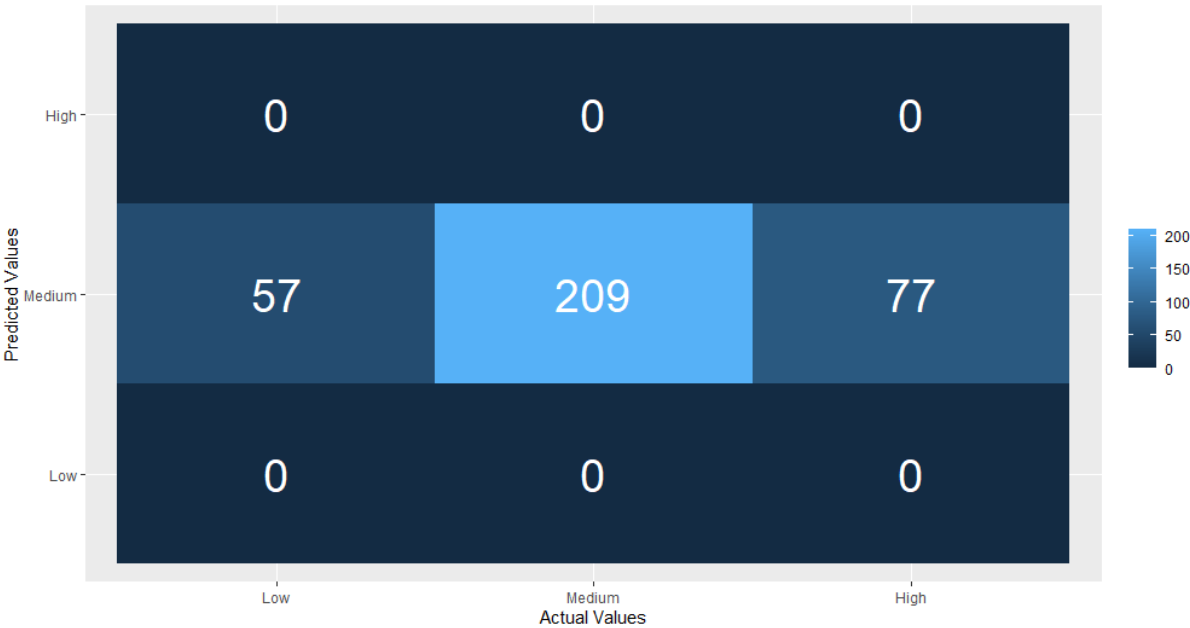 High
0 0 0
Predicted Values
Medium
57 209 77
Low
0 0 0
Low Medium High
Actual Values
200
150
100
50
0